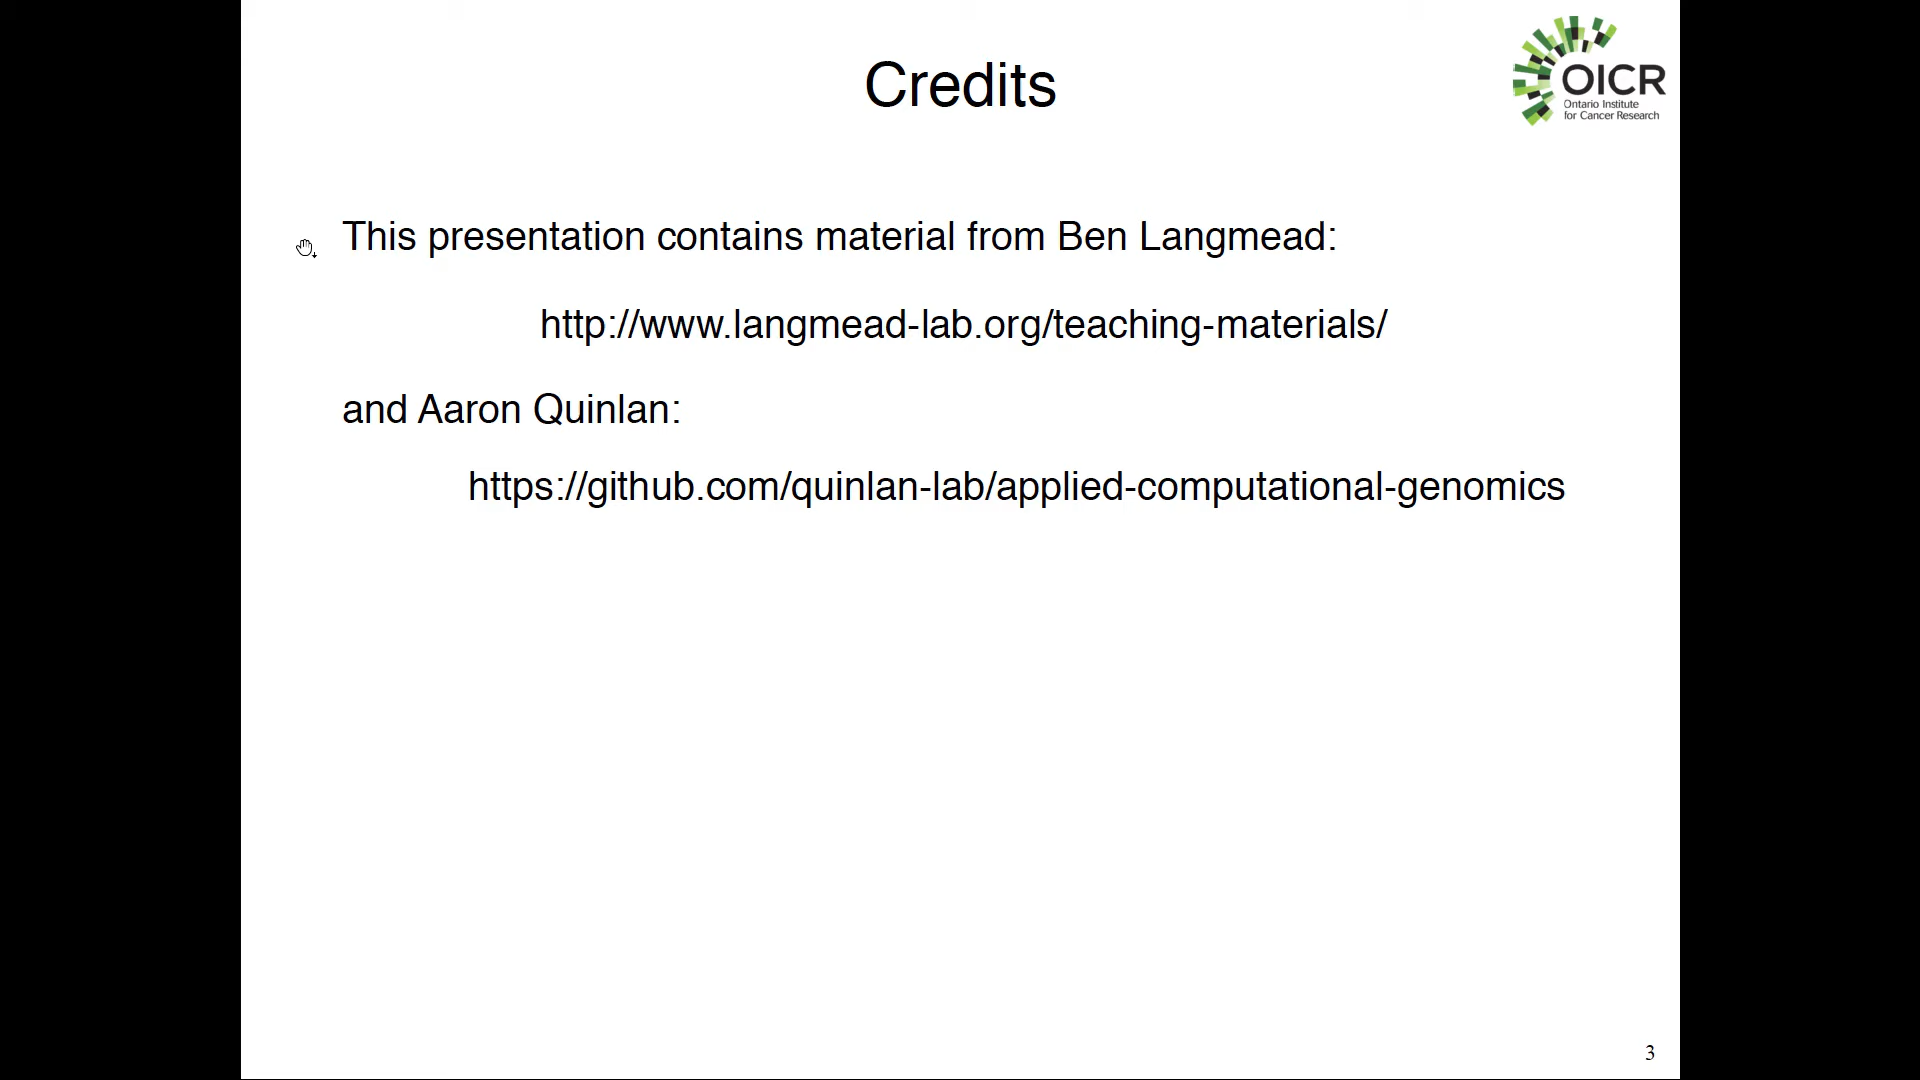 Credits
OICR
Ontario Institute
for Cancer Research
This presentation contains material from Ben Langmead:
http://www.langmead-lab.org/teaching-materials/
and Aaron Quinlan:
https://github.com/quinlan-lab/applied-computational-genomics
3